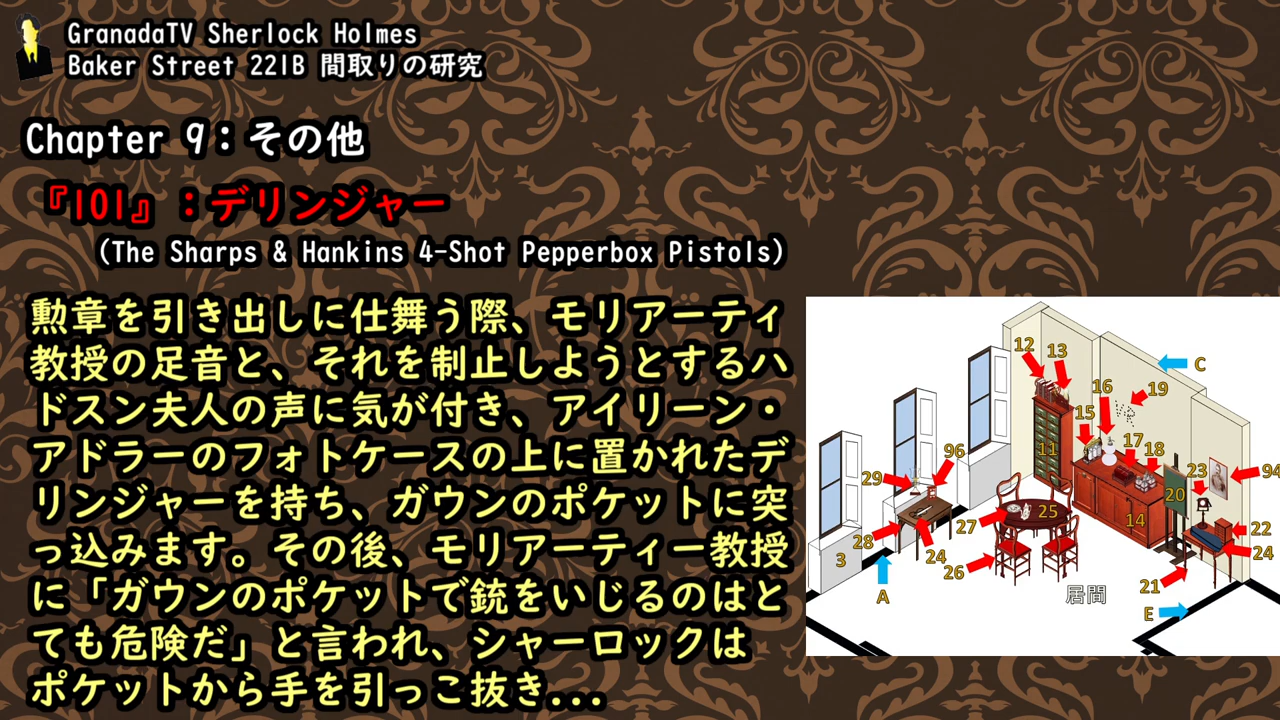 GranadaTV Sherlock Holmes
Baker Street 221B 間取りの研究
Chapter 9：その他
『101』：デリンジャー
(The Sharps & Hankins 4-Shot Pepperbox Pistols)
勲章を引き出しに仕舞う際、モリアーティ
教授の足音と、それを制止しようとするハ
ドスン夫人の声に気が付き、アイリーン・
アドラーのフォトケースの上に置かれたデ
リンジャーを持ち、ガウンのポケットに突
っ込みます。その後、モリアーティー教授
に「ガウンのポケットで銃をいじるのはと
ても危険だ」と言われ、シャーロックは
ポケットから手を引っこ抜き...
12
13
C
16
19
15
11
17
18
96
29
23
94
20
25
14
27
22
28
24
24
3
26
21
A
居間
E